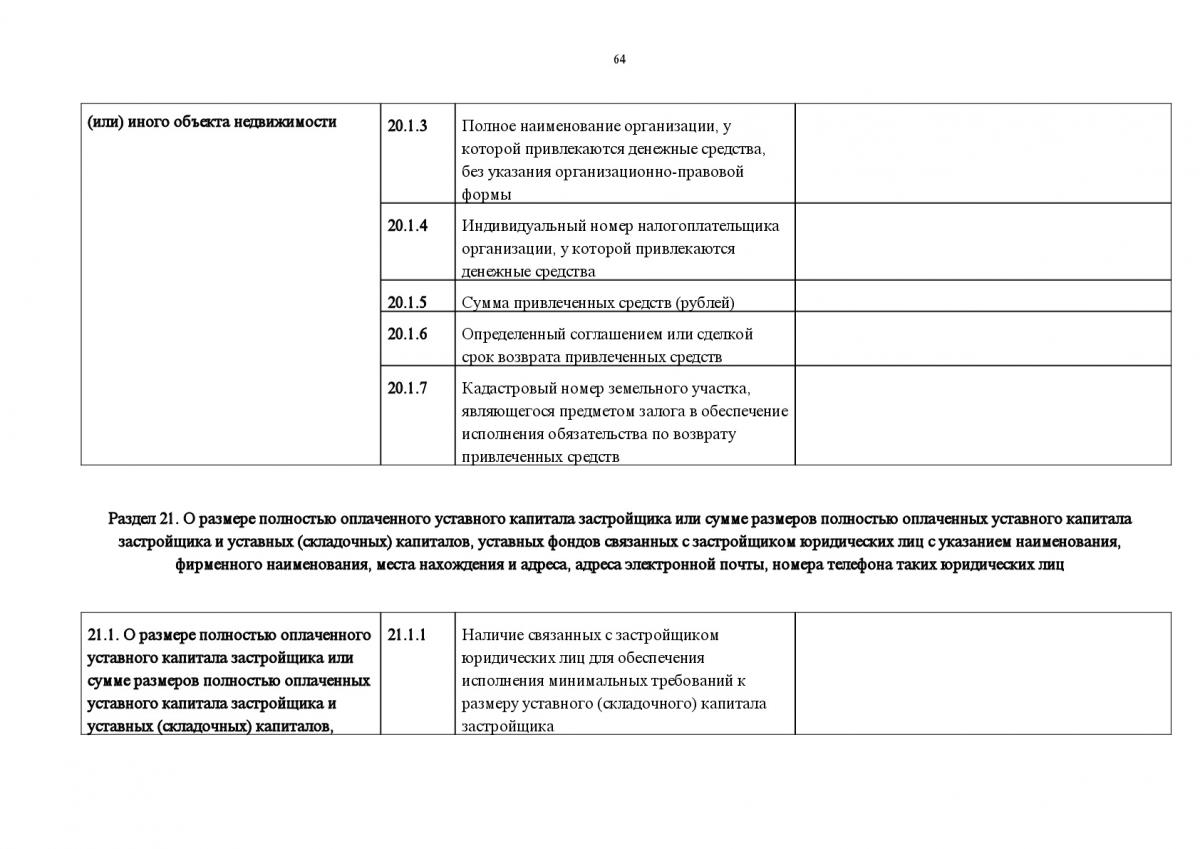 64
(или) иного объекта недвижимости
20.1.3
Полное наименование организации, у
которой привлекаются денежные средства,
без указания организационно-правовой
формы
20.1.4
Индивидуальный номер налогоплательщика
организации, у которой привлекаются
денежные средства
20.1.5
Сумма привлеченных средств (рублей)
20.1.6
Определенный соглашением или сделкой
срок возврата привлеченных средств
20.1.7
Кадастровый номер земельного участка,
являющегося предметом залога в обеспечение
исполнения обязательства по возврату
привлеченных средств
Раздел 21. О размере полностью оплаченного уставного капитала застройщика или сумме размеров полностью оплаченных уставного капитала
застройщика и уставных (складочных) капиталов, уставных фондов связанных с застройщиком юридических лиц с указанием наименования,
фирменного наименования, места нахождения и адреса, адреса электронной почты, номера телефона таких юридических лиц
21.1. О размере полностью оплаченного
уставного капитала застройщика или
сумме размеров полностью оплаченных
уставного капитала застройщика и
уставных (складочных) капиталов,
21.1.1
Наличие связанных с застройщиком
юридических лиц для обеспечения
исполнения минимальных требований к
размеру уставного (складочного) капитала
застройщика